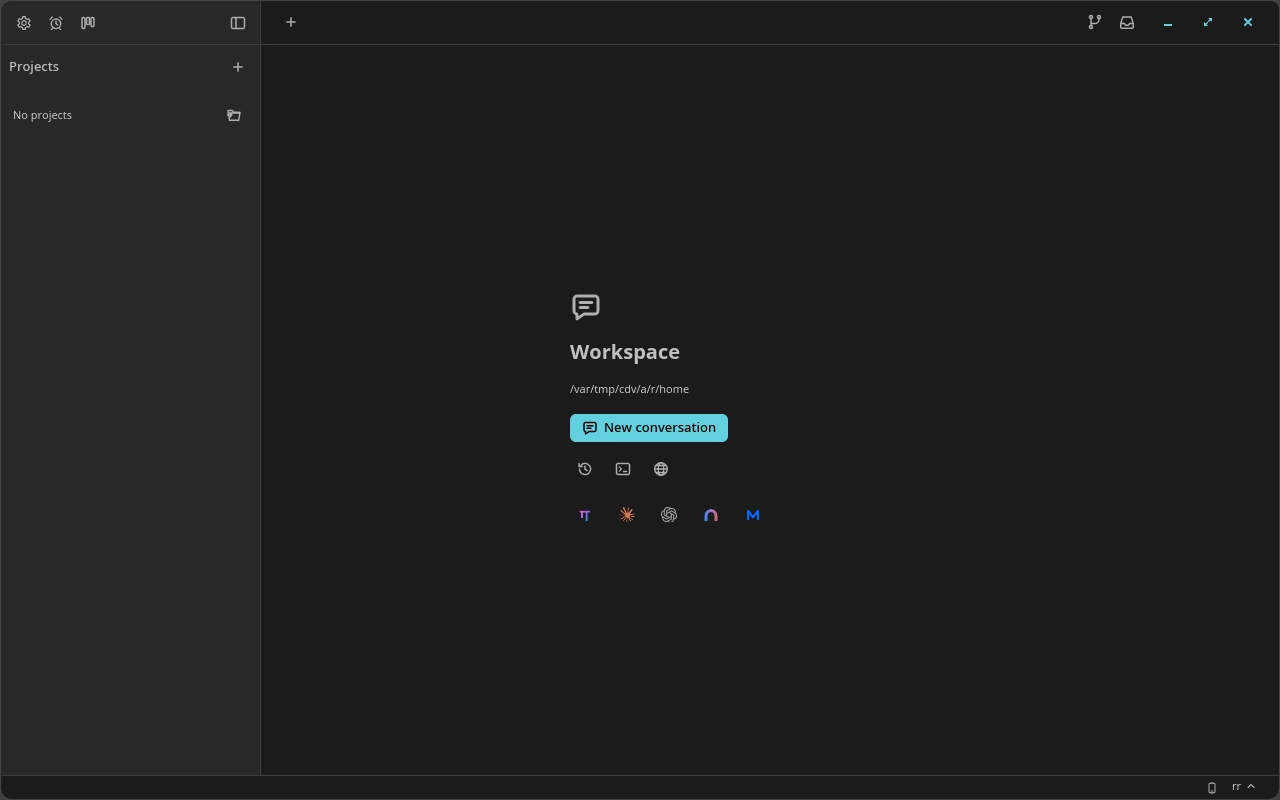 Projects
No projects
Workspace
/var/tmp/cdv/a/r/home
New conversation
rr